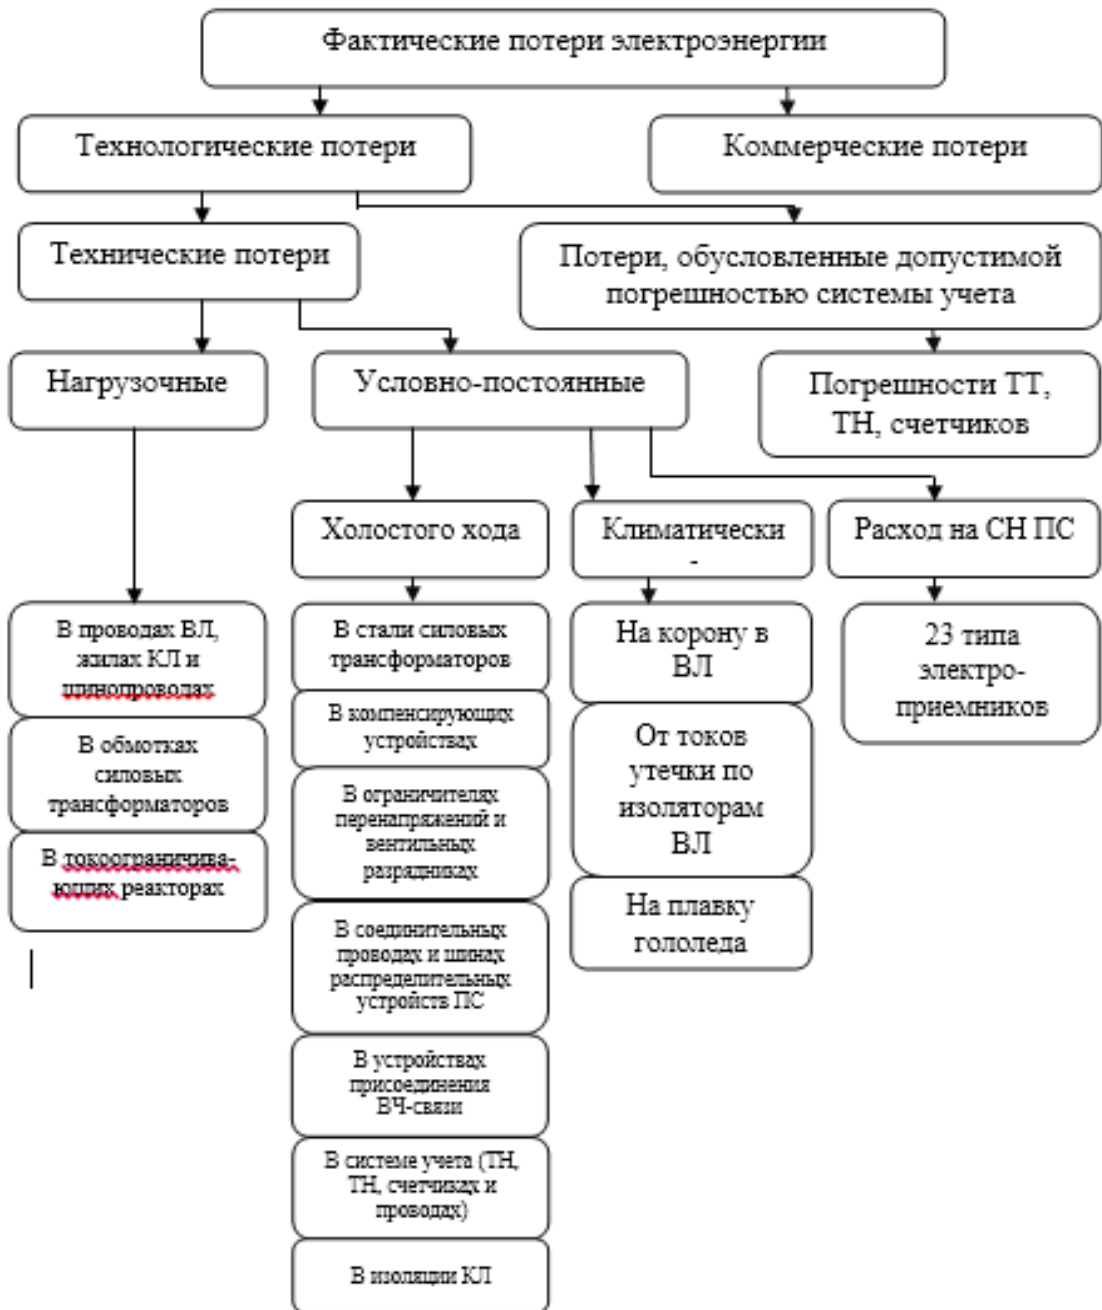 Фактические потери электроэнергии
Технологические потери
Коммерческие потери
Технические потери
Потери, обусловленные допустимой
погрешностью системы учета
Нагрузочные
Условно-постоянные
Погрешности ТТ,
ТН, счетчиков
Холостого хода
Климатически
-
Расход на СН ПС
В проводах ВЛ,
жилах КЛ и
шинопроводах
В обмотках
силовых
трансформаторов
В токоограничива-
ющих реакторах
В стали силовых
трансформаторов
В компенсирующих
устройствах
В ограничителях
перенапряжений и
вентильных
разрядниках
В соединительных
проводах и шинах
распределительных
устройств ПС
В устройствах
присоединения
ВЧ-связи
В системе учета (ТН,
ТН, счетчиках и
проводах)
В изоляции КЛ
На корону в
ВЛ
От токов
утечки по
изоляторам
ВЛ
На плавку
гололеда
23 типа
электро-
приемников